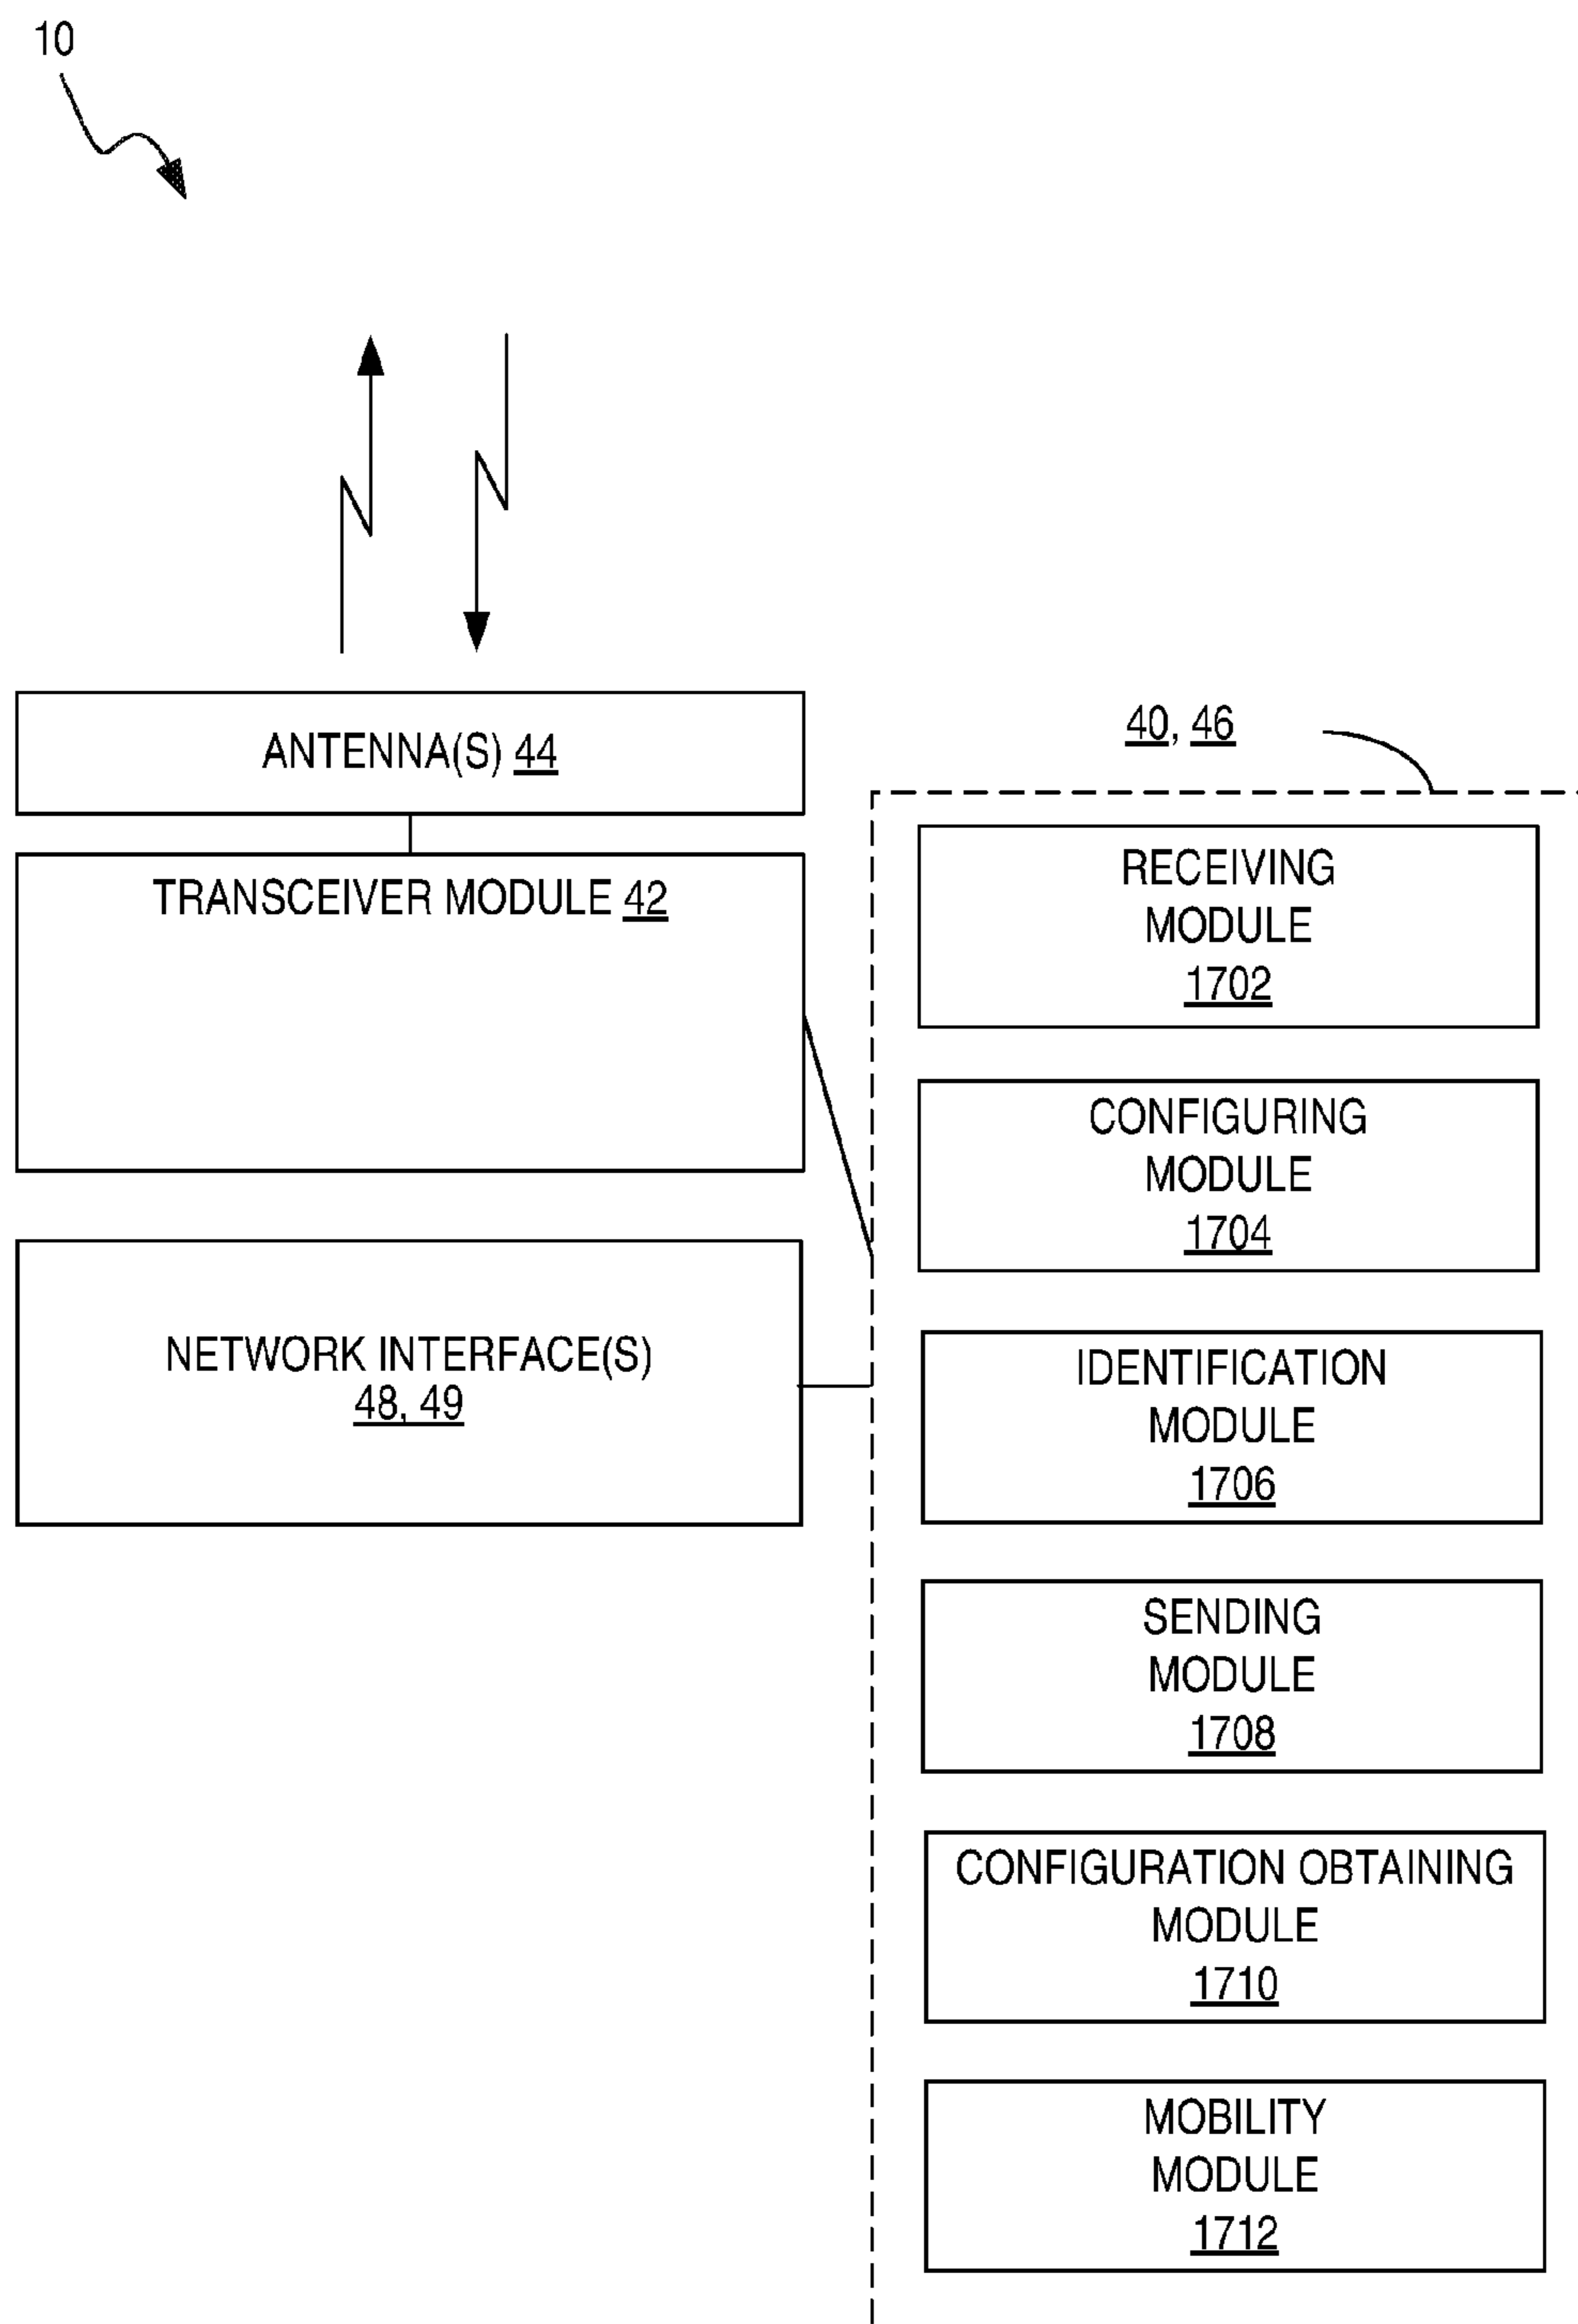 10
ANTENNA(S) 44
TRANSCEIVER MODULE 42
NETWORK INTERFACE(S)
48, 49
40, 46
RECEIVING
MODULE
1702
CONFIGURING
MODULE
1704
IDENTIFICATION
MODULE
1706
SENDING
MODULE
1708
CONFIGURATION OBTAINING
MODULE
1710
MOBILITY
MODULE
1712